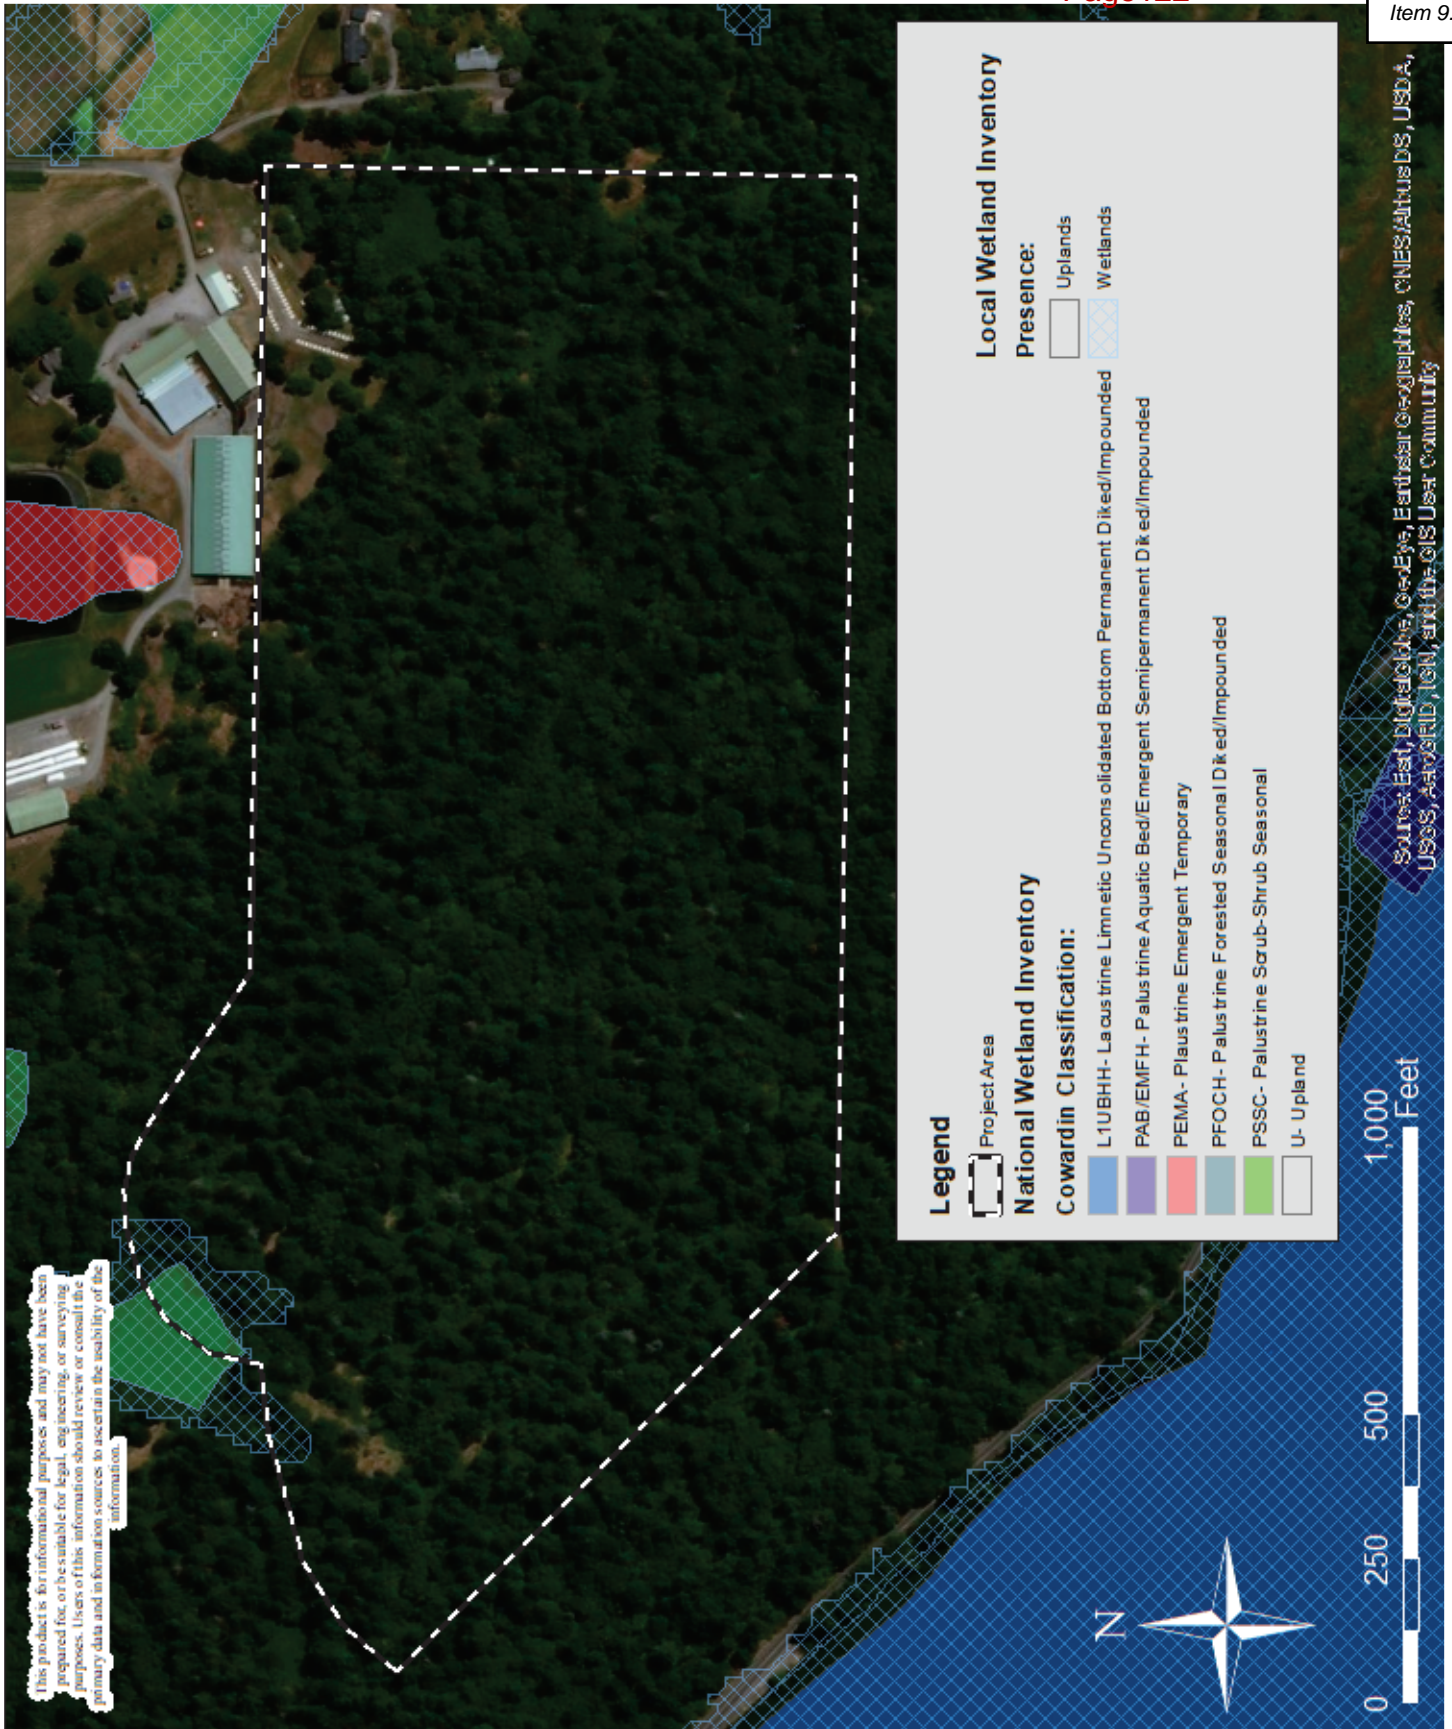 Item 9.
This product is for informational purposes and may not have been
prepared for, or be suitable for legal, engineering, or surveying
purposes. Users of this information should review or consult the
primary data and information sources to ascertain the usability of the
information.
Legend
Project Area
National Wetland Inventory
Cowardin Classification:
L1UBHH- Lacustrine Limnetic Unconsolidated Bottom Permanent Diked/Impounded
PAB/EMFH- Palustrine Aquatic Bed/Emergent Semipermanent Diked/Impounded
PEMA- Plaustrine Emergent Temporary
PFOCH- Palustrine Forested Seasonal Diked/Impounded
PSSC- Palustrine Scrub-Shrub Seasonal
U- Upland
Local Wetland Inventory
Presence:
Uplands
Wetlands
N
0 250 500 1,000
Feet
Source: Esri, DigitalGlobe, GeoEye, Earthstar Geographics, CNES/Airbus DS, USDA,
USGS, AeroGRID, IGN, and the GIS User Community